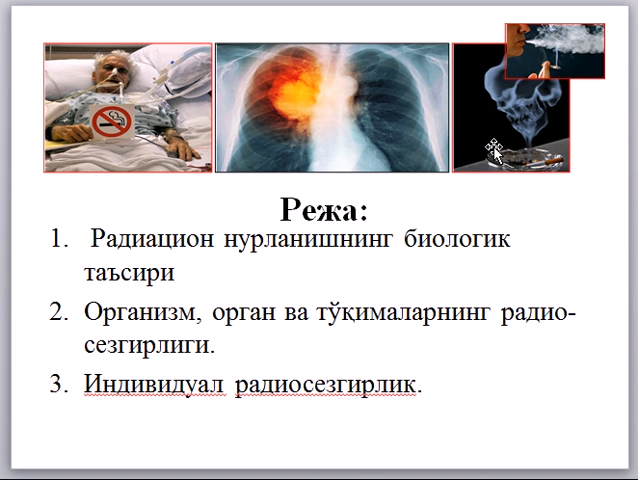 Режа:
1. Радиацион нурланишнинг биологик
таъсири
2. Организм, орган ва тўқималарнинг радио-
сезгирлиги.
3. Индивидуал радиосезгирлик.